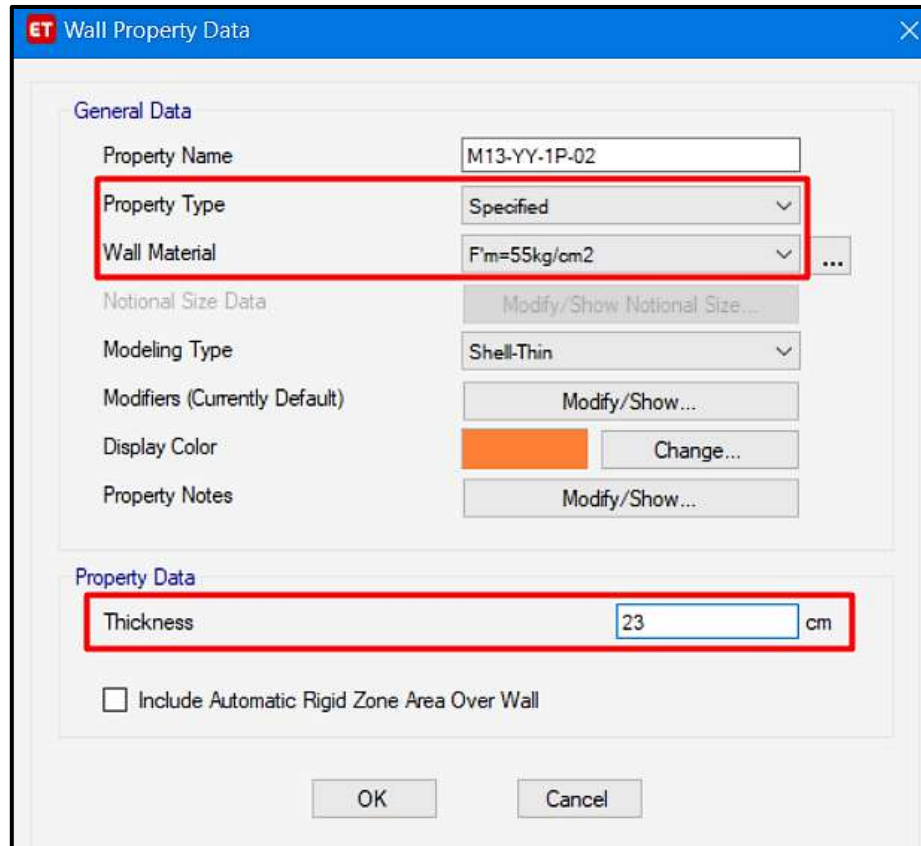 ET Wall Property Data
General Data
Property Name M13-YY-1P-02
Property Type Specified
Wall Material F'm=55kg/cm2 ...
Notional Size Data Modify/Show Notional Size...
Modeling Type Shell-Thin
Modifiers (Currently Default) Modify/Show...
Display Color Change...
Property Notes Modify/Show...
Property Data
Thickness 23 cm
Include Automatic Rigid Zone Area Over Wall
OK Cancel